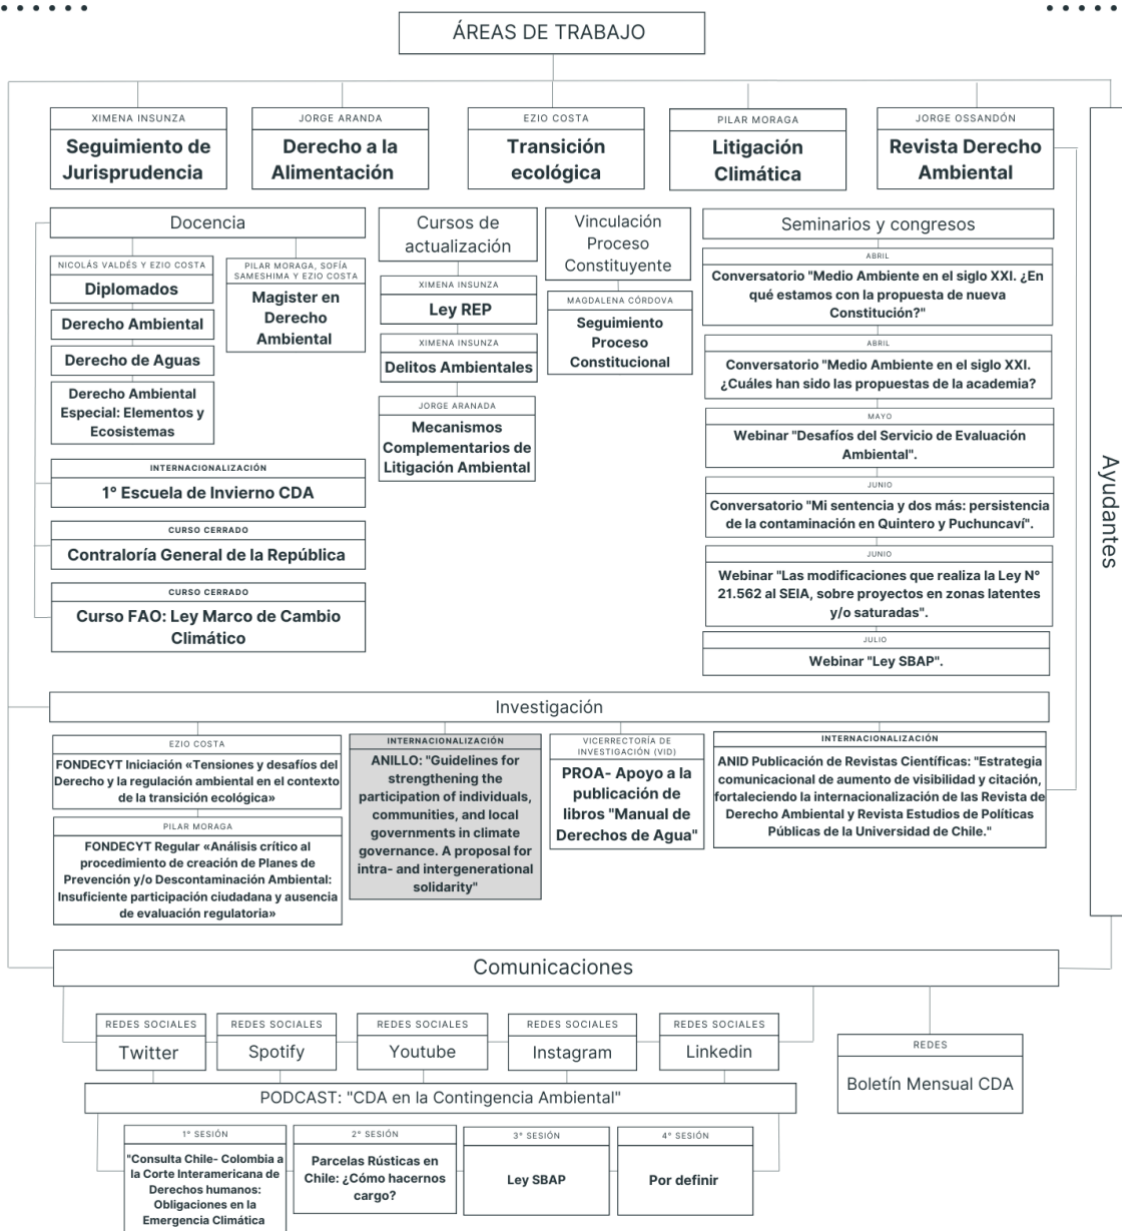 ÁREAS DE TRABAJO
XIMENA INSUNZA
Seguimiento de
Jurisprudencia
JORGE ARANDA
Derecho a la
Alimentación
EZIO COSTA
Transición
ecológica
PILAR MORAGA
Litigación
Climática
JORGE OSSANDÓN
Revista Derecho
Ambiental
Ayudantes
Docencia
NICOLÁS VALDÉS Y EZIO COSTA
Diplomados
Derecho Ambiental
Derecho de Aguas
Derecho Ambiental
Especial: Elementos y
Ecosistemas
PILAR MORAGA, SOFÍA
SAMESHIMA Y EZIO COSTA
Magister en
Derecho
Ambiental
INTERNACIONALIZACIÓN
1° Escuela de Invierno CDA
CURSO CERRADO
Contraloría General de la República
CURSO CERRADO
Curso FAO: Ley Marco de Cambio
Climático
Cursos de
actualización
XIMENA INSUNZA
Ley REP
XIMENA INSUNZA
Delitos Ambientales
JORGE ARANADA
Mecanismos
Complementarios de
Litigación Ambiental
Vinculación
Proceso
Constituyente
MAGDALENA CÓRDOVA
Seguimiento
Proceso
Constitucional
Seminarios y congresos
ABRIL
Conversatorio "Medio Ambiente en el siglo XXI. ¿En
qué estamos con la propuesta de nueva
Constitución?"
ABRIL
Conversatorio "Medio Ambiente en el siglo XXI.
¿Cuáles han sido las propuestas de la academia?
MAYO
Webinar "Desafíos del Servicio de Evaluación
Ambiental".
JUNIO
Conversatorio "Mi sentencia y dos más: persistencia
de la contaminación en Quintero y Puchuncaví".
JUNIO
Webinar "Las modificaciones que realiza la Ley N°
21.562 al SEIA, sobre proyectos en zonas latentes
y/o saturadas".
JULIO
Webinar "Ley SBAP".
Investigación
EZIO COSTA
FONDECYT Iniciación «Tensiones y desafíos del
Derecho y la regulación ambiental en el contexto
de la transición ecológica»
PILAR MORAGA
FONDECYT Regular «Análisis crítico al
procedimiento de creación de Planes de
Prevención y/o Descontaminación Ambiental:
Insuficiente participación ciudadana y ausencia
de evaluación regulatoria»
INTERNACIONALIZACIÓN
ANILLO: "Guidelines for
strengthening the
participation of individuals,
communities, and local
governments in climate
governance. A proposal for
intra- and intergenerational
solidarity"
VICERRECTORÍA DE
INVESTIGACIÓN (VID)
PROA- Apoyo a la
publicación de
libros "Manual de
Derechos de Agua"
INTERNACIONALIZACIÓN
ANID Publicación de Revistas Científicas: "Estrategia
comunicacional de aumento de visibilidad y citación,
fortaleciendo la internacionalización de las Revista de
Derecho Ambiental y Revista Estudios de Políticas
Públicas de la Universidad de Chile."
Comunicaciones
REDES SOCIALES
Twitter
REDES SOCIALES
Spotify
REDES SOCIALES
Youtube
REDES SOCIALES
Instagram
REDES SOCIALES
Linkedin
REDES
Boletín Mensual CDA
PODCAST: "CDA en la Contingencia Ambiental"
1° SESIÓN
"Consulta Chile- Colombia a
la Corte Interamericana de
Derechos humanos:
Obligaciones en la
Emergencia Climática
2° SESIÓN
Parcelas Rústicas en
Chile: ¿Cómo hacernos
cargo?
3° SESIÓN
Ley SBAP
4° SESIÓN
Por definir